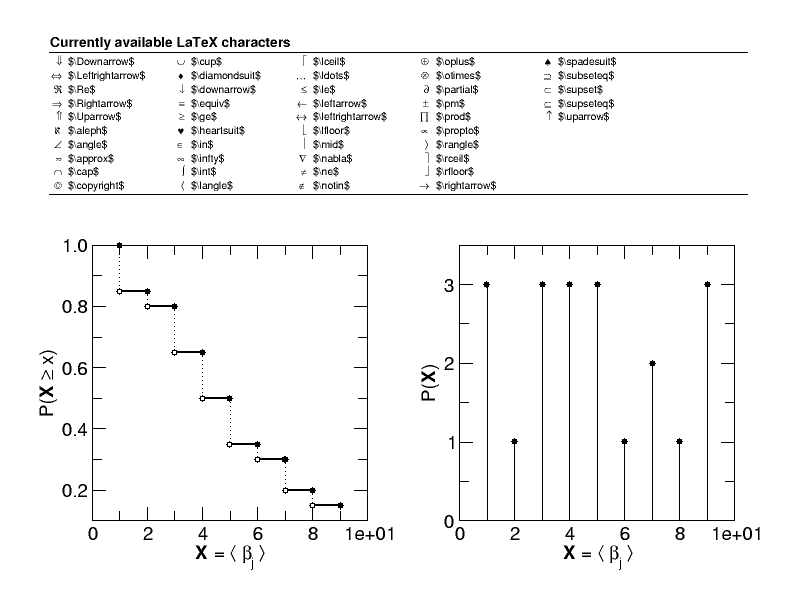 Currently available LaTeX characters
⇓ $\Downarrow$ ∪ $\cup$ ⌈ $\lceil$ ⊕ $\oplus$ ♠ $\spadesuit$
⇔ $\Leftrightarrow$ ♦ $\diamondsuit$ … $\ldots$ ⊗ $\otimes$ ⊒ $\subseteq$
ℜ $\Re$ ↓ $\downarrow$ ≤ $\le$ ∂ $\partial$ ⊂ $\supset$
⇒ $\Rightarrow$ ≡ $\equiv$ ← $\leftarrow$ ± $\pm$ ⊆ $\supseteq$
⇑ $\Uparrow$ ≥ $\ge$ ↔ $\leftrightarrow$ ∏ $\prod$ ↑ $\uparrow$
ℵ $\aleph$ ♥ $\heartsuit$ ⌊ $\lfloor$ ∝ $\propto$
∠ $\angle$ ∈ $\in$ | $\mid$ ⟩ $\rangle$
≈ $\approx$ ∞ $\infty$ ∇ $\nabla$ ⌉ $\rceil$
∩ $\cap$ ∫ $\int$ ≠ $\ne$ ⌋ $\rfloor$
© $\copyright$ ⟨ $\langle$ ∉ $\notin$ → $\rightarrow$
P(X ≥ x)
1.0
0.8
0.6
0.4
0.2
0 2 4 6 8 1e+01
X = ⟨ βj ⟩
P(X)
3
2
1
0
0 2 4 6 8 1e+01
X = ⟨ βj ⟩